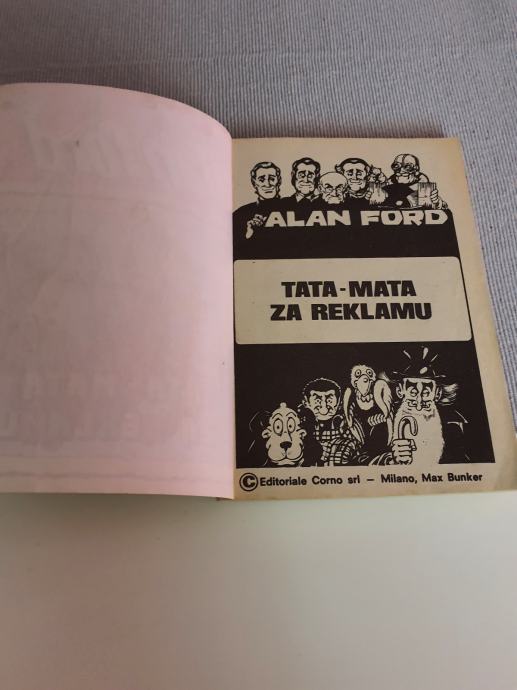 ALAN FORD
TATA-MATA
ZA REKLAMU
© Editoriale Corno srl – Milano, Max Bunker